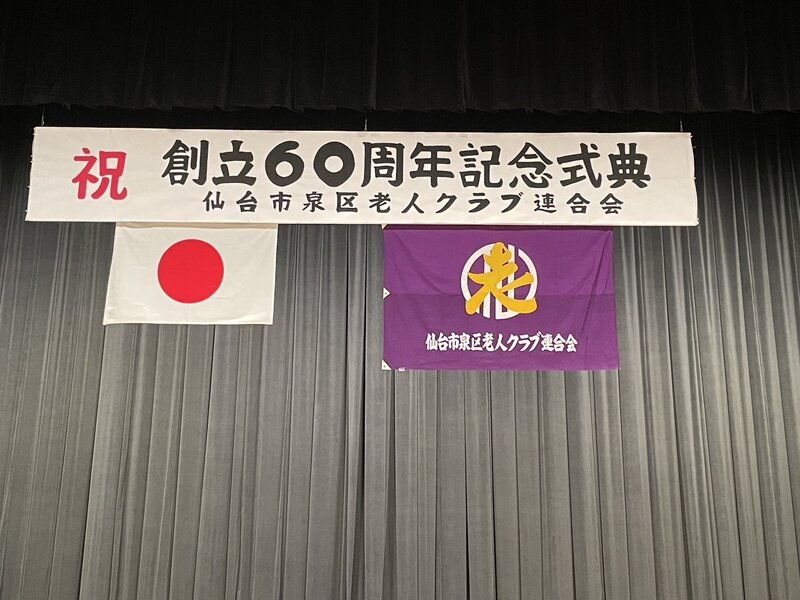 祝 創立60周年記念式典
仙台市泉区老人クラブ連合会
老
仙台市泉区老人クラブ連合会